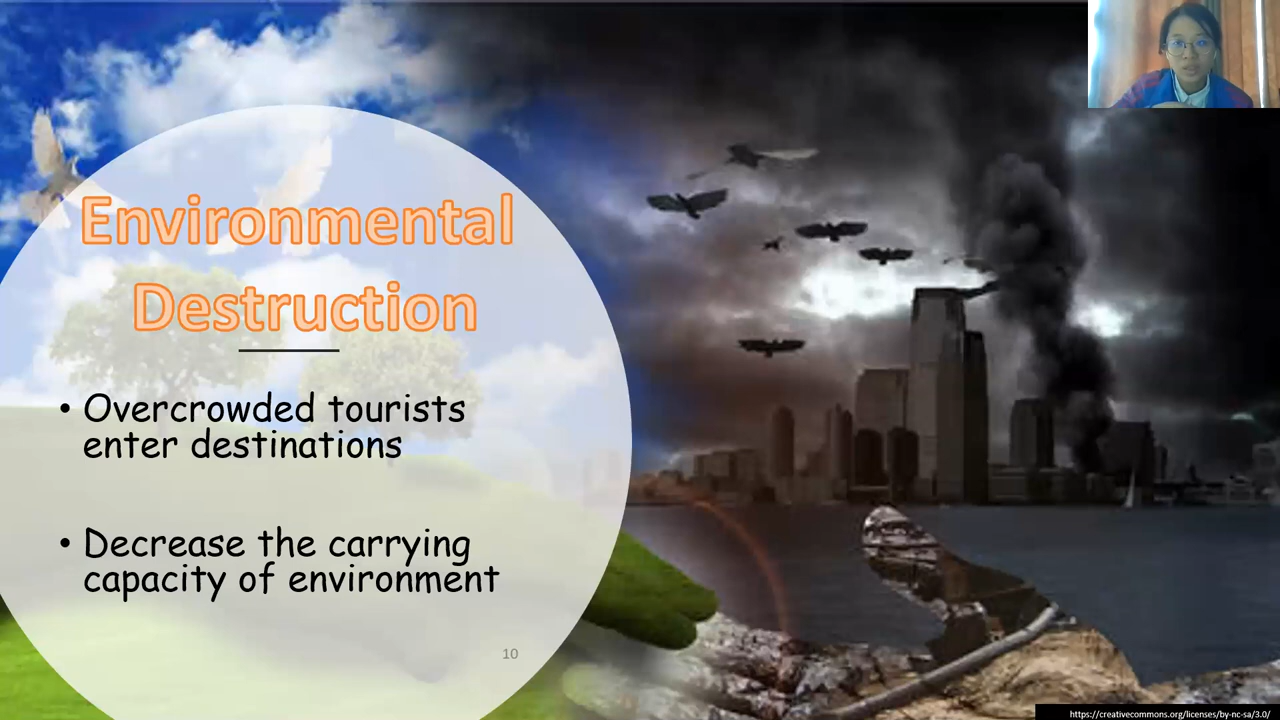 Environmental
Destruction
• Overcrowded tourists
enter destinations
• Decrease the carrying
capacity of environment
10
https://creativecommons.org/licenses/by-nc-sa/3.0/